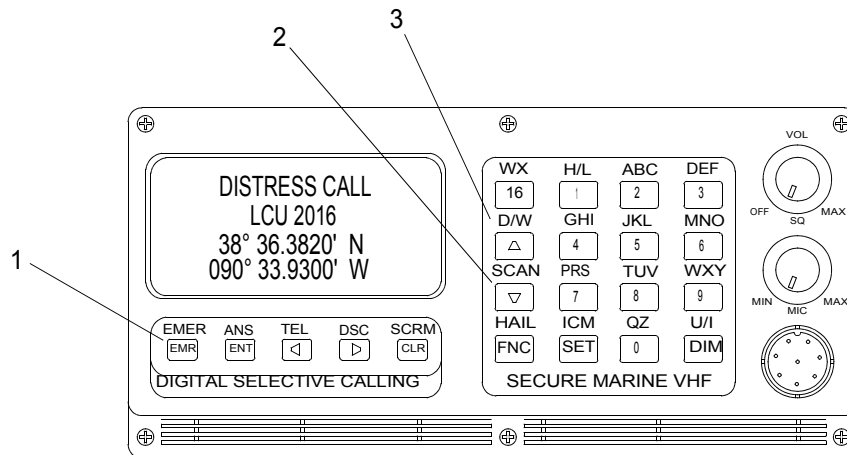 2
3
1
DISTRESS CALL
LCU 2016
38° 36.3820' N
090° 33.9300' W
EMER ANS TEL DSC SCRM
EMR ENT CLR
DIGITAL SELECTIVE CALLING
WX H/L ABC DEF
16 1 2 3
D/W GHI JKL MNO
4 5 6
SCAN PRS TUV WXY
7 8 9
HAIL ICM QZ U/I
FNC SET 0 DIM
SECURE MARINE VHF
VOL
OFF SQ MAX
MIN MIC MAX